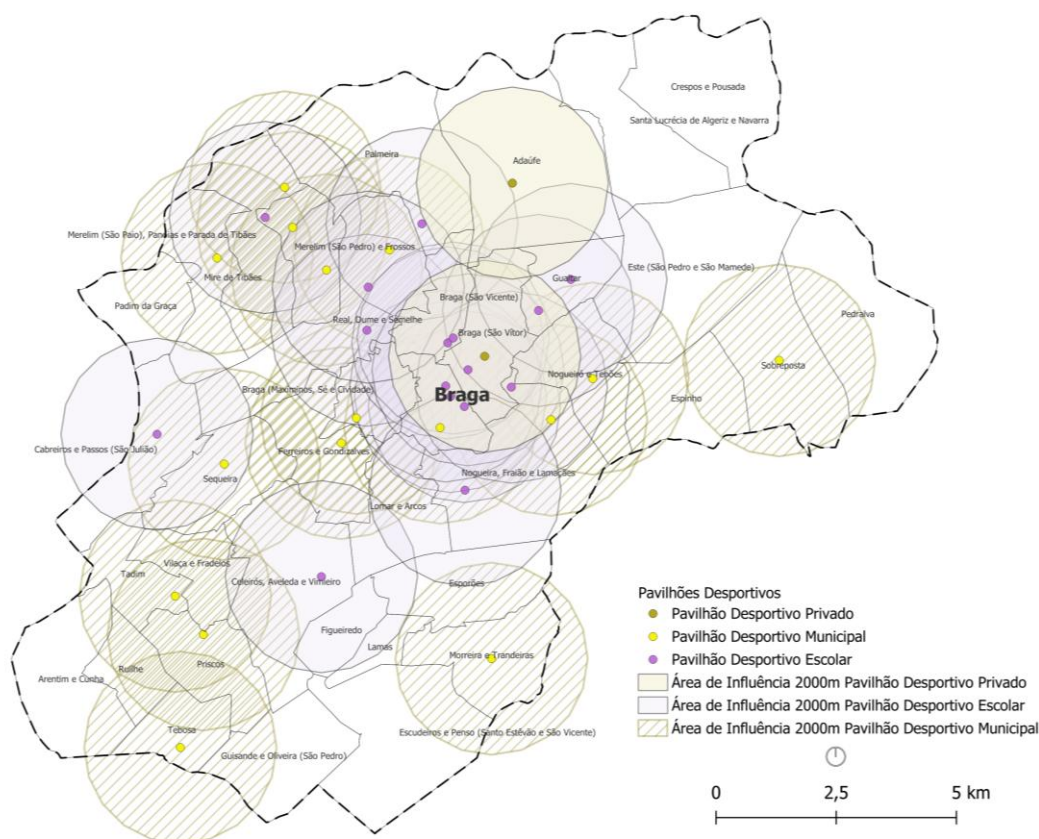 Crespos e Pousada
Santa Lucrécia de Algeriz e Navarra
Palmeira
Adaúfe
Merelim (São Paio), Panoias e Parada de Tibães
Merelim (São Pedro) e Frossos
Mire de Tibães
Gualtar
Este (São Pedro e São Mamede)
Padim da Graça
Braga (São Vicente)
Pedralva
Real, Dume e Semelhe
Braga (São Vítor)
Sobreposta
Nogueiró e Tenões
Braga (Maximinos, Sé e Cividade)
Braga
Espinho
Cabreiros e Passos (São Julião)
Ferreiros e Gondizalves
Sequeira
Nogueira, Fraião e Lamaçães
Lomar e Arcos
Vilaça e Fradelos
Tadim
Celeirós, Aveleda e Vimieiro
Esporões
Figueiredo
Lamas
Morreira e Trandeiras
Ruilhe
Priscos
Arentim e Cunha
Tebosa
Escudeiros e Penso (Santo Estêvão e São Vicente)
Guisande e Oliveira (São Pedro)
Pavilhões Desportivos
Pavilhão Desportivo Privado
Pavilhão Desportivo Municipal
Pavilhão Desportivo Escolar
Área de Influência 2000m Pavilhão Desportivo Privado
Área de Influência 2000m Pavilhão Desportivo Escolar
Área de Influência 2000m Pavilhão Desportivo Municipal
0 2,5 5 km